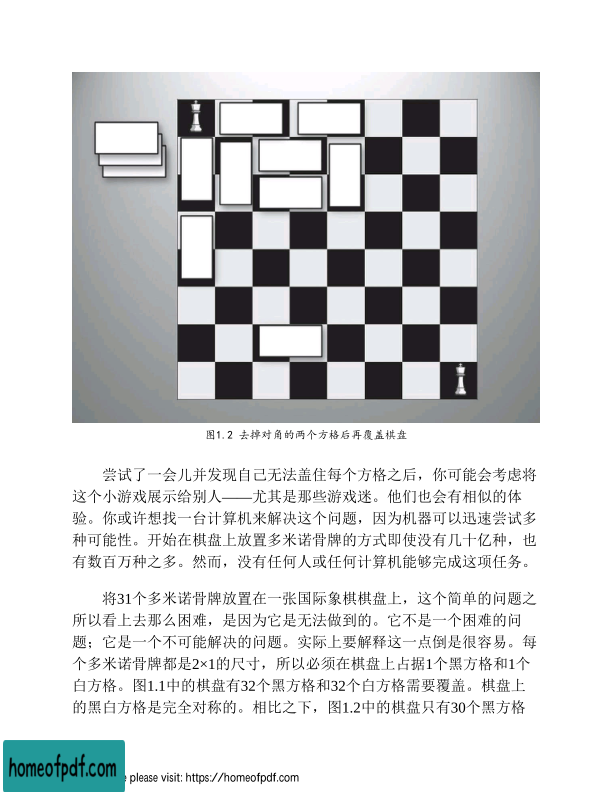 图1.2 去掉对角的两个方格后再覆盖棋盘
尝试了一会儿并发现自己无法盖住每个方格之后，你可能会考虑将
这个小游戏展示给别人——尤其是那些游戏迷。他们也会有相似的体
验。你或许想找一台计算机来解决这个问题，因为机器可以迅速尝试多
种可能性。开始在棋盘上放置多米诺骨牌的方式即使没有几十亿种，也
有数百万种之多。然而，没有任何人或任何计算机能够完成这项任务。
将31个多米诺骨牌放置在一张国际象棋棋盘上，这个简单的问题之
所以看上去那么困难，是因为它是无法做到的。它不是一个困难的问
题；它是一个不可能解决的问题。实际上要解释这一点倒是很容易。每
个多米诺骨牌都是2×1的尺寸，所以必须在棋盘上占据1个黑方格和1个
白方格。图1.1中的棋盘有32个黑方格和32个白方格需要覆盖。棋盘上
的黑白方格是完全对称的。相比之下，图1.2中的棋盘只有30个黑方格
homeofpdf.com
e please visit: https://homeofpdf.com